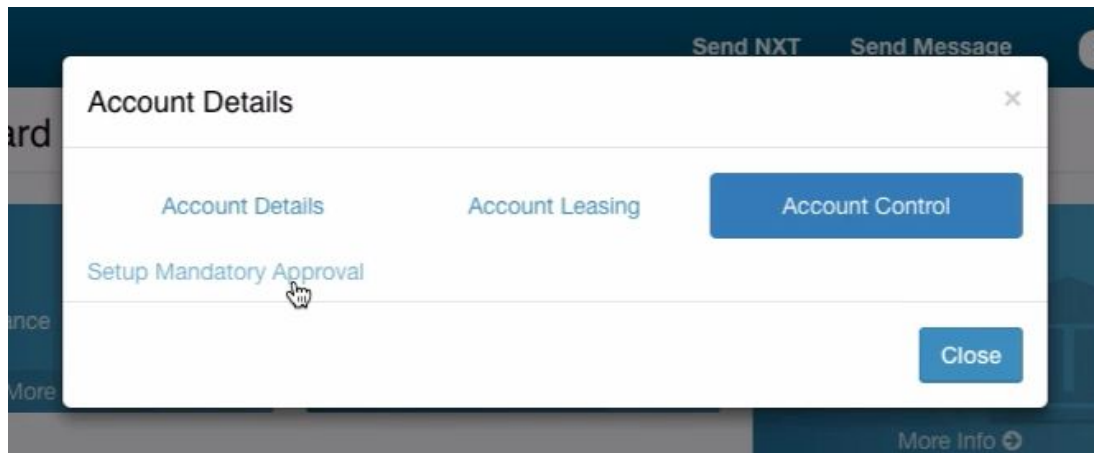 Send NXT Send Message
Account Details ×
ard
Account Details Account Leasing Account Control
Setup Mandatory Approval
ance
Close
More
More Info